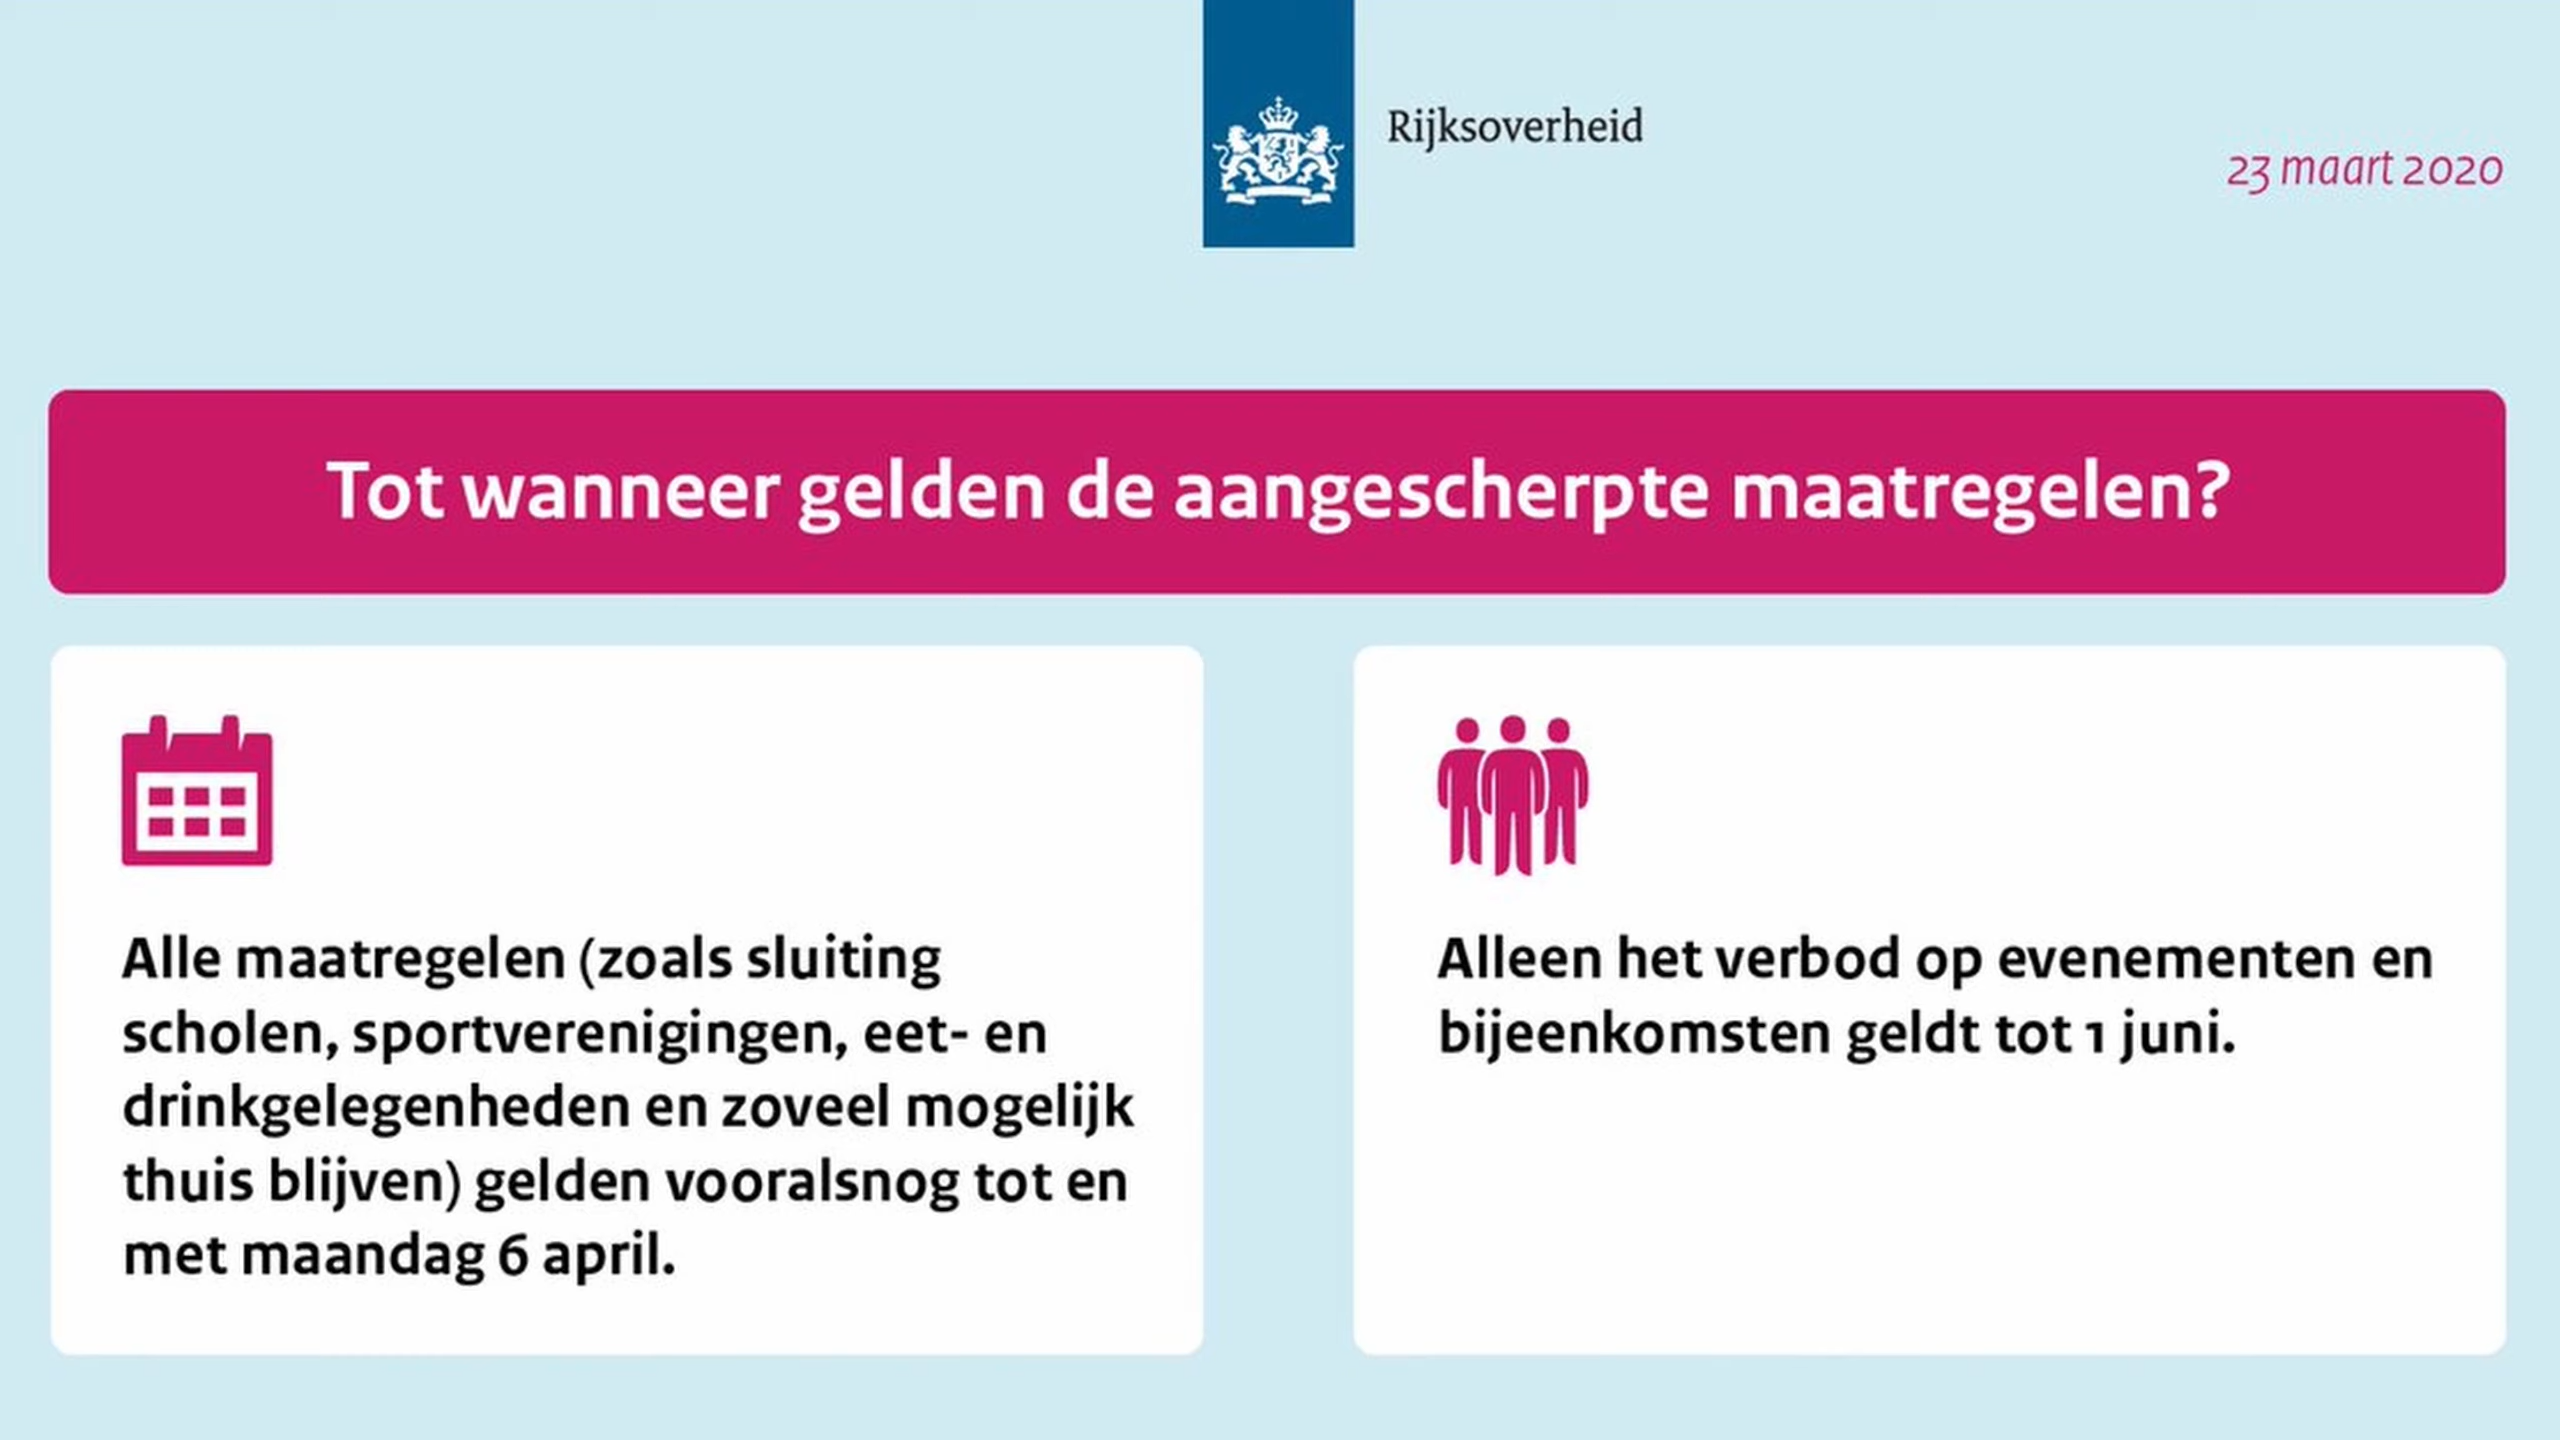 Rijksoverheid
23 maart 2020
Tot wanneer gelden de aangescherpte maatregelen?
Alle maatregelen (zoals sluiting
scholen, sportverenigingen, eet- en
drinkgelegenheden en zoveel mogelijk
thuis blijven) gelden vooralsnog tot en
met maandag 6 april.
Alleen het verbod op evenementen en
bijeenkomsten geldt tot 1 juni.